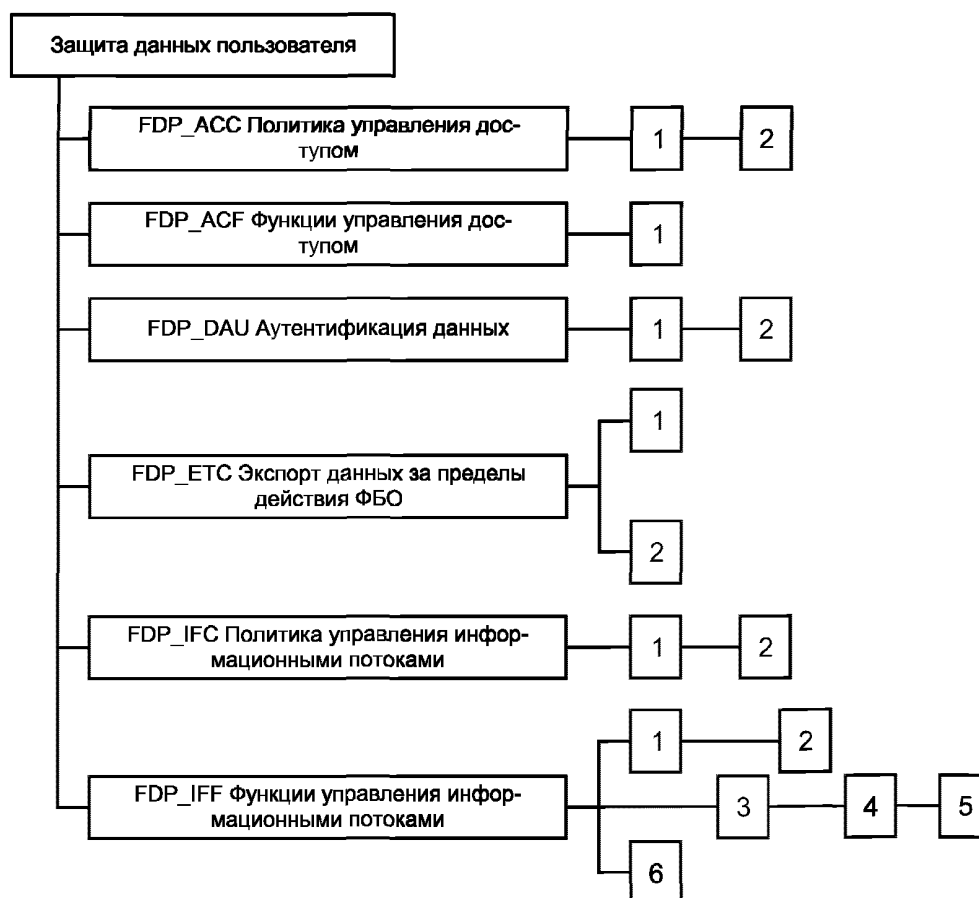 Защита данных пользователя
FDP_ACC Политика управления дос-
тупом
1
2
FDP_ACF Функции управления дос-
тупом
1
FDP_DAU Аутентификация данных
1
2
1
FDP_ETC Экспорт данных за пределы
действия ФБО
2
FDP_IFC Политика управления инфор-
мационными потоками
1
2
1
2
FDP_IFF Функции управления инфор-
мационными потоками
3
4
5
6